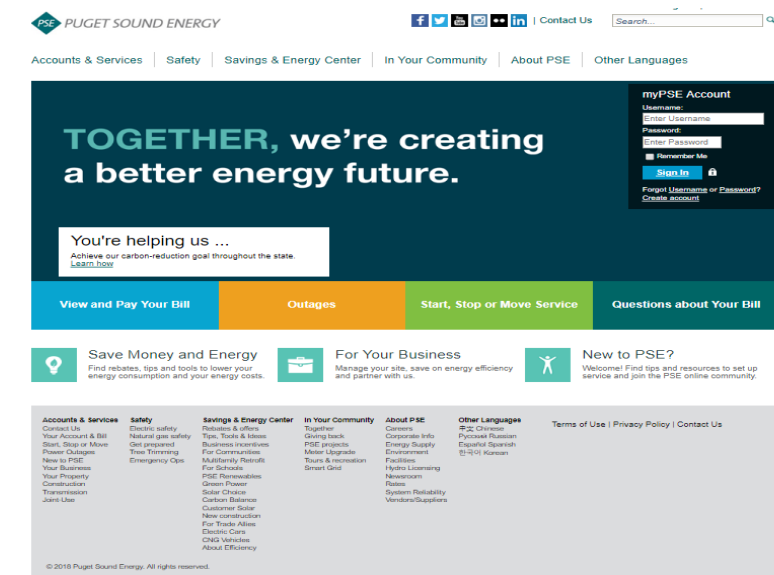 PSE PUGET SOUND ENERGY
Contact Us
Search...
Accounts & Services
Safety
Savings & Energy Center
In Your Community
About PSE
Other Languages
TOGETHER, we're creating
a better energy future.
myPSE Account
Username:
Enter Username
Password:
Enter Password
Remember Me
Sign In
Forgot Username or Password?
Create account
You're helping us ...
Achieve our carbon-reduction goal throughout the state.
Learn how
View and Pay Your Bill
Outages
Start, Stop or Move Service
Questions about Your Bill
Save Money and Energy
Find rebates, tips and tools to lower your
energy consumption and your energy costs.
For Your Business
Manage your site, save on energy efficiency
and partner with us.
New to PSE?
Welcome! Find tips and resources to set up
service and join the PSE online community.
Accounts & Services
Contact Us
Your Account & Bill
Start, Stop or Move
Power Outages
New to PSE
Your Business
Your Property
Construction
Transmission
Joint-Use
Safety
Electric safety
Natural gas safety
Get prepared
Tree Trimming
Emergency Ops
Savings & Energy Center
Rebates & offers
Tips, Tools & Ideas
Business incentives
For Communities
Multifamily Retrofit
For Schools
PSE Renewables
Green Power
Solar Choice
Carbon Balance
Customer Solar
New construction
For Trade Allies
Electric Cars
CNG Vehicles
About Efficiency
In Your Community
Together
Giving back
PSE projects
Meter Upgrade
Tours & recreation
Smart Grid
About PSE
Careers
Corporate Info
Energy Supply
Environment
Facilities
Hydro Licensing
Newsroom
Rates
System Reliability
Vendors/Suppliers
Other Languages
中文 Chinese
Русский Russian
Español Spanish
한국어 Korean
Terms of Use | Privacy Policy | Contact Us
© 2018 Puget Sound Energy. All rights reserved.